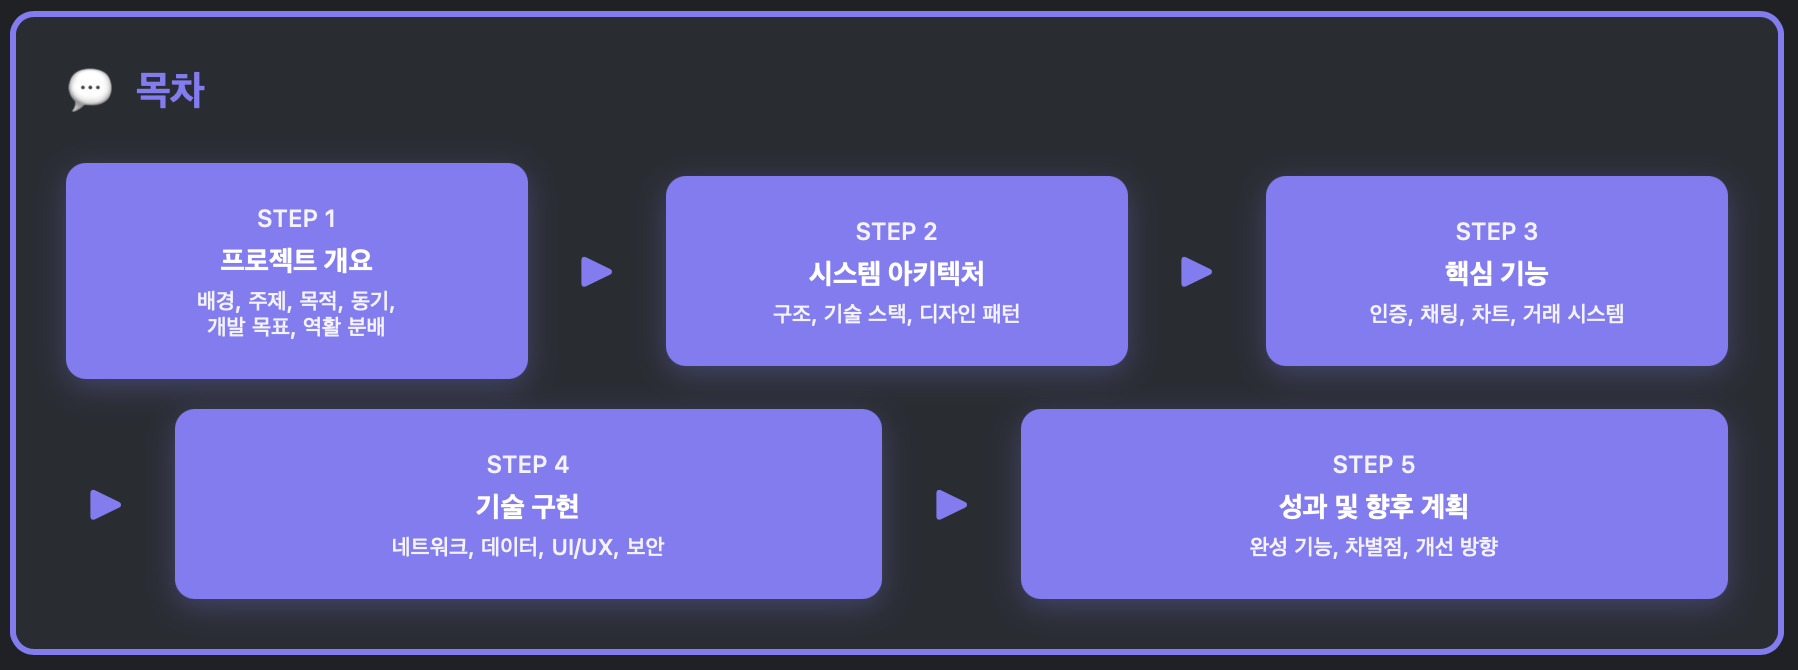 목차
STEP 1
프로젝트 개요
배경, 주제, 목적, 동기,
개발 목표, 역할 분배
STEP 2
시스템 아키텍처
구조, 기술 스택, 디자인 패턴
STEP 3
핵심 기능
인증, 채팅, 차트, 거래 시스템
STEP 4
기술 구현
네트워크, 데이터, UI/UX, 보안
STEP 5
성과 및 향후 계획
완성 기능, 차별점, 개선 방향